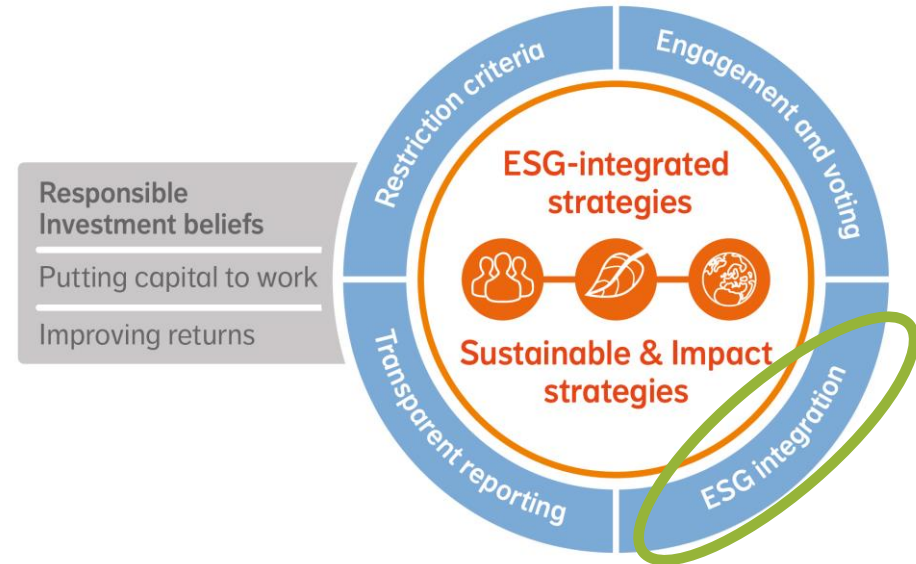 Restriction criteria
Engagement and voting
ESG-integrated
strategies
Responsible
Investment beliefs
Putting capital to work
Improving returns
Sustainable & Impact
strategies
Transparent reporting
ESG integration